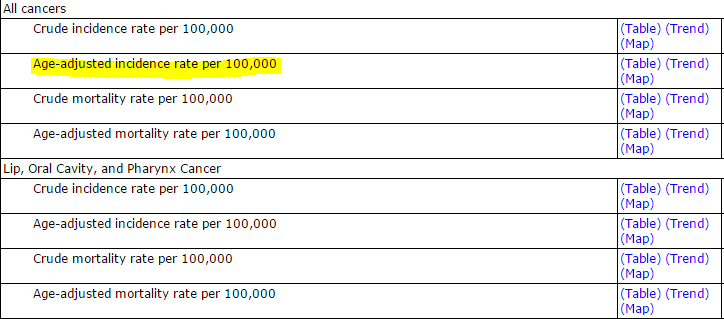 All cancers
Crude incidence rate per 100,000 (Table) (Trend)
(Map)
Age-adjusted incidence rate per 100,000 (Table) (Trend)
(Map)
Crude mortality rate per 100,000 (Table) (Trend)
(Map)
Age-adjusted mortality rate per 100,000 (Table) (Trend)
(Map)
Lip, Oral Cavity, and Pharynx Cancer
Crude incidence rate per 100,000 (Table) (Trend)
(Map)
Age-adjusted incidence rate per 100,000 (Table) (Trend)
(Map)
Crude mortality rate per 100,000 (Table) (Trend)
(Map)
Age-adjusted mortality rate per 100,000 (Table) (Trend)
(Map)